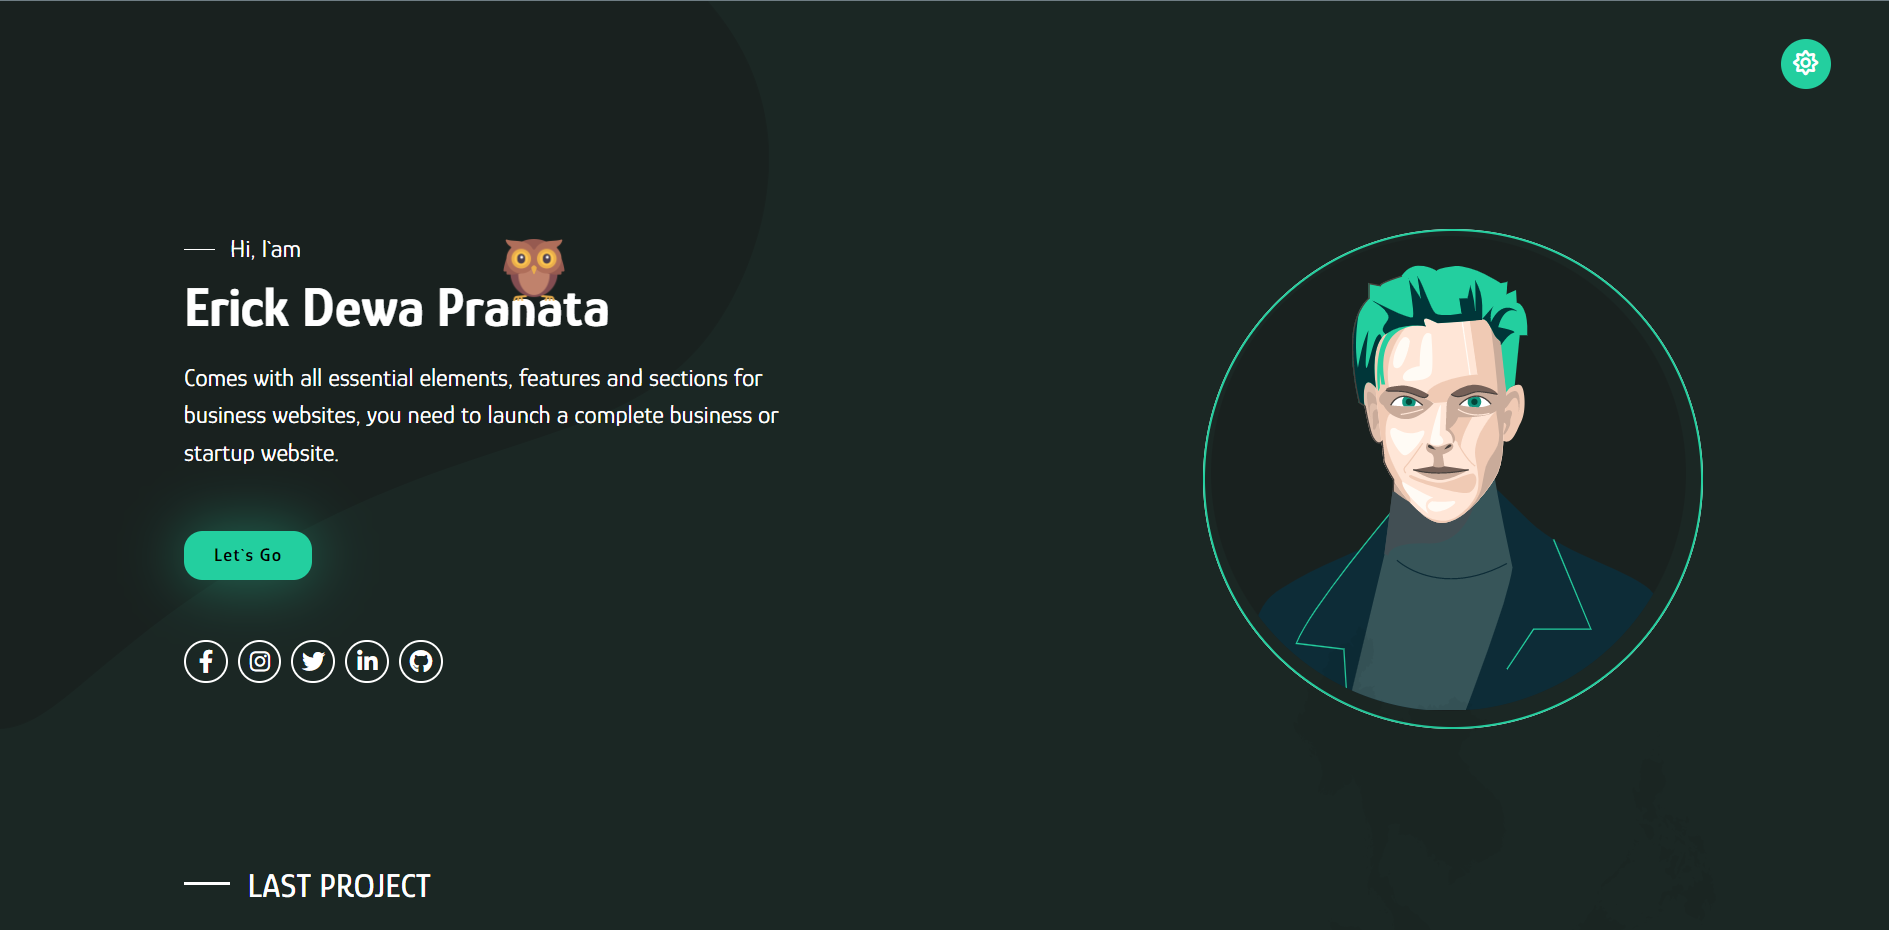 Hi, I`am
Erick Dewa Pranata
Comes with all essential elements, features and sections for
business websites, you need to launch a complete business or
startup website.
Let`s Go
LAST PROJECT